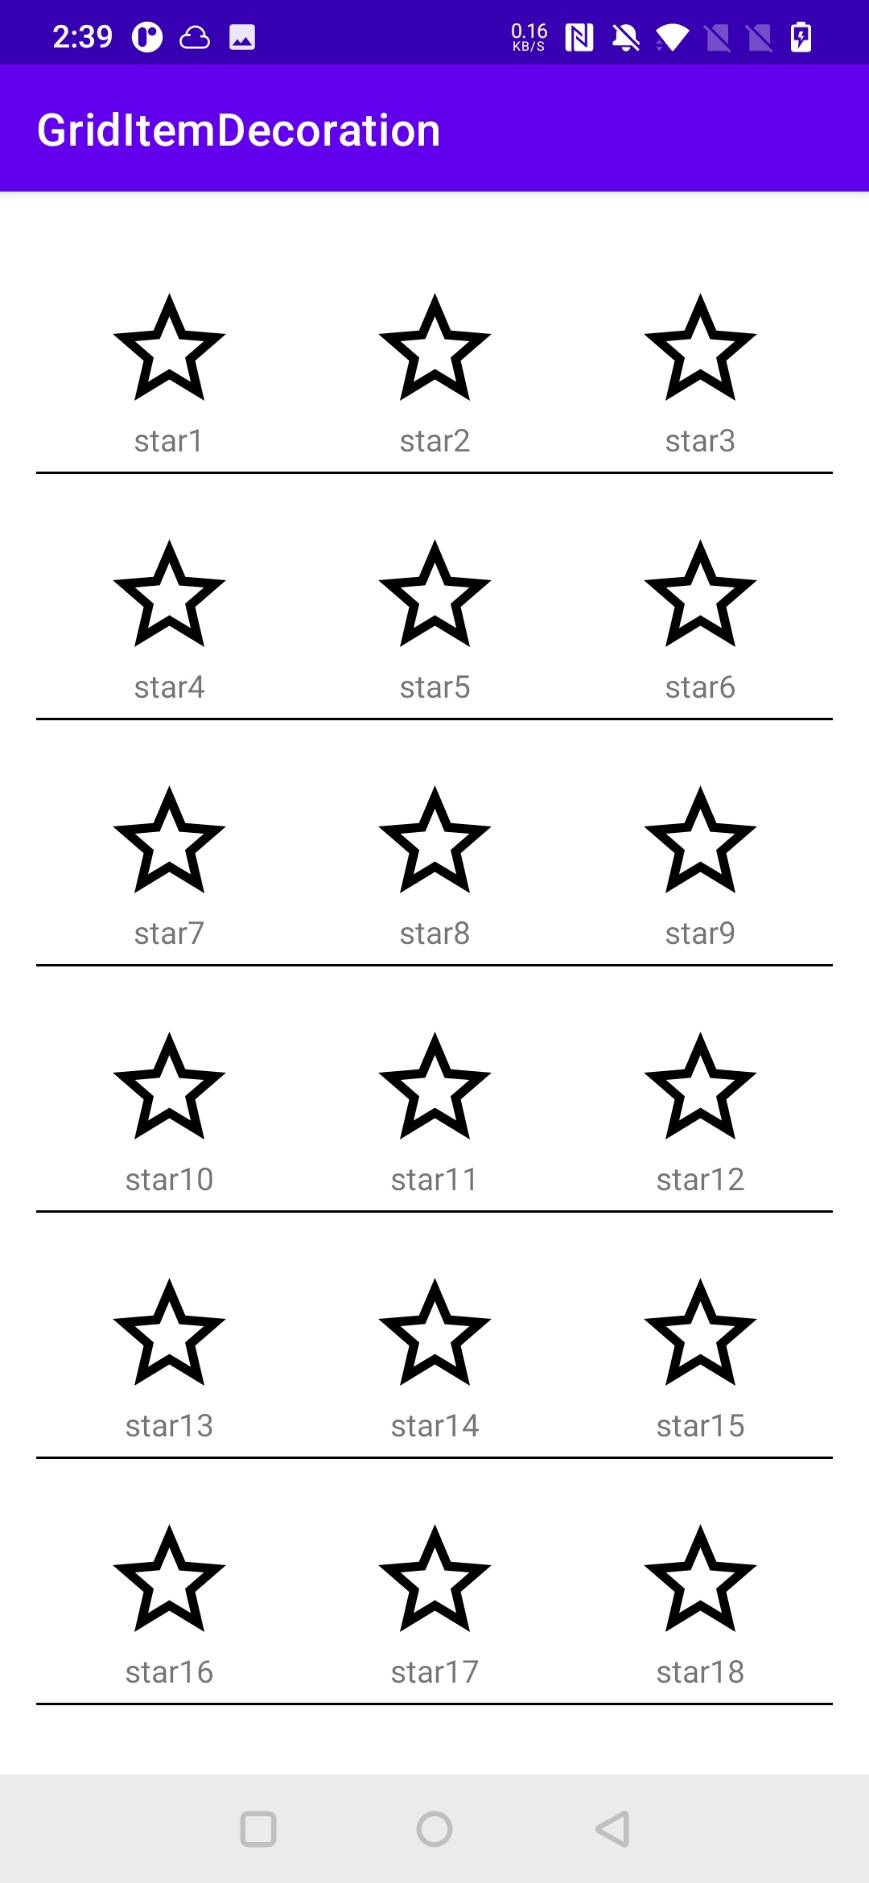 2:39
0.16
KB/S
GridItemDecoration
star1 star2 star3
star4 star5 star6
star7 star8 star9
star10 star11 star12
star13 star14 star15
star16 star17 star18